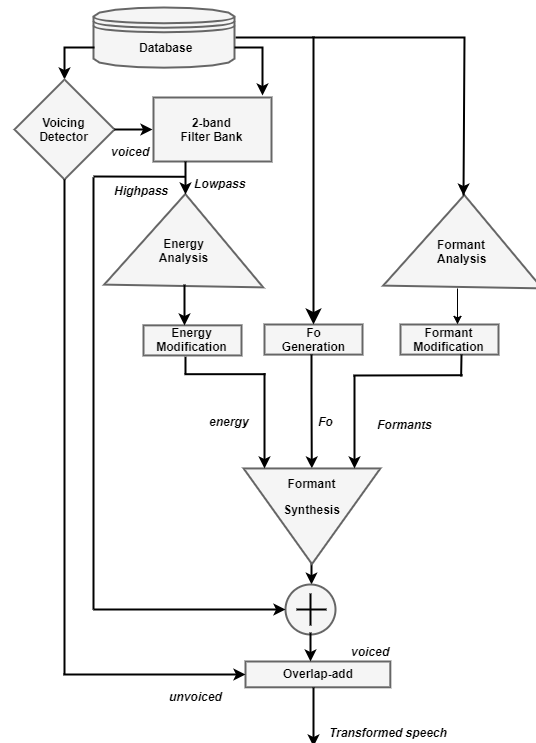 Database
Voicing
Detector
voiced
2-band
Filter Bank
Highpass
Lowpass
Energy
Analysis
Formant
Analysis
Energy
Modification
Fo
Generation
Formant
Modification
energy
Fo
Formants
Formant
Synthesis
voiced
Overlap-add
unvoiced
Transformed speech